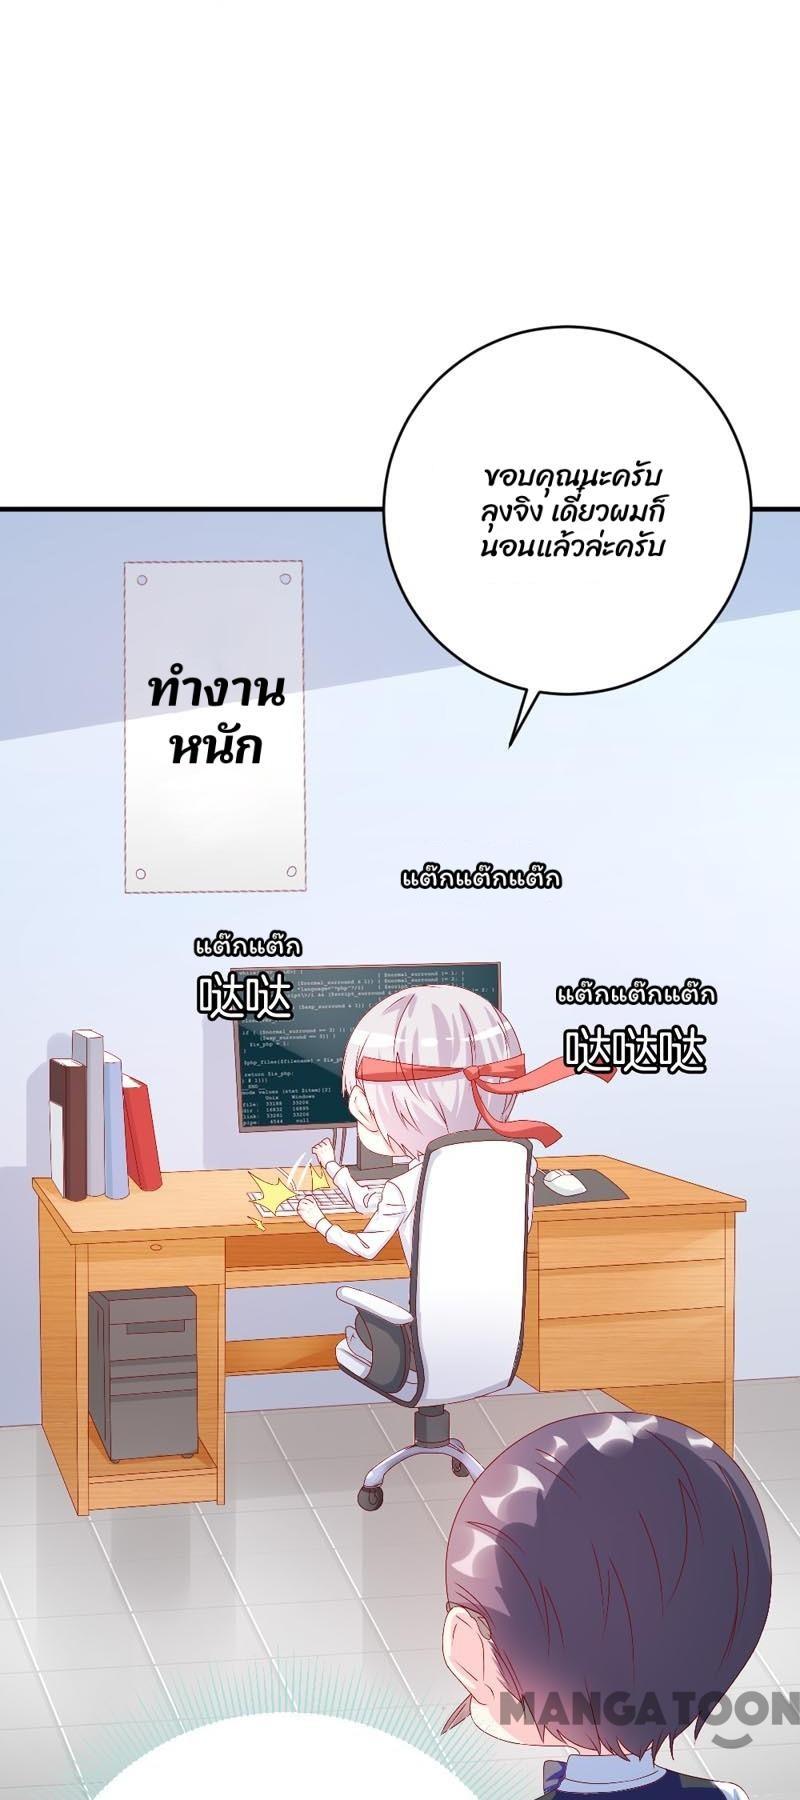 ขอบคุณนะครับ
ลุงจิง เดี๋ยวผมก็
นอนแล้วล่ะครับ
ทำงาน
หนัก
แต๊กแต๊กแต๊ก
แต๊กแต๊ก
哒哒
แต๊กแต๊กแต๊ก
哒哒哒
MANGATOON